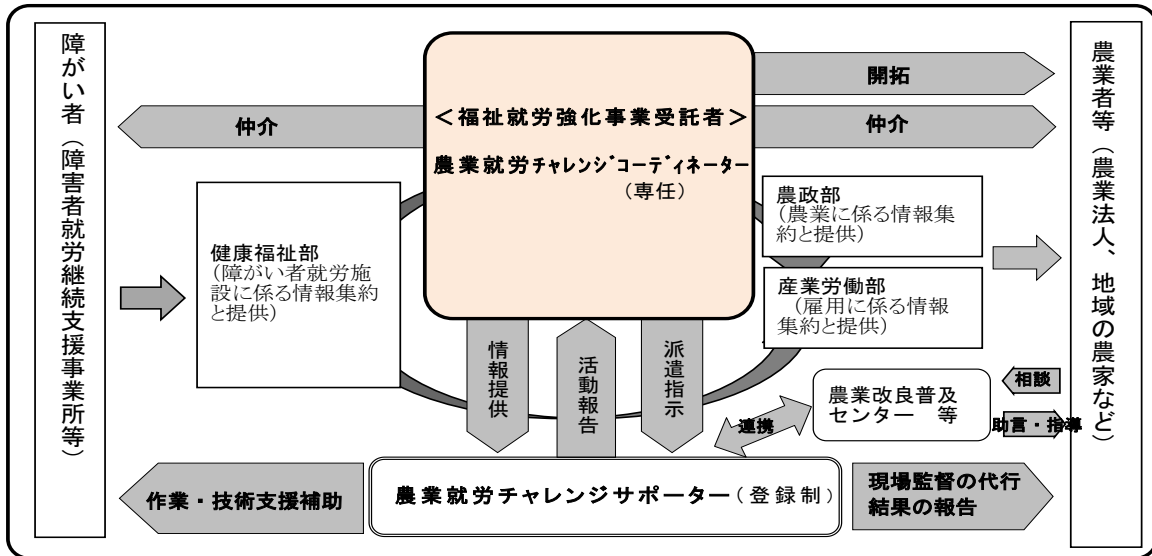 障がい者（障害者就労継続支援事業所等）
仲介
＜福祉就労強化事業受託者＞
農業就労チャレンジコーディネーター
（専任）
開拓
仲介
農業者等（農業法人、地域の農家など）
健康福祉部
（障がい者就労施
設に係る情報集約
と提供）
農政部
（農業に係る情報集
約と提供）
産業労働部
（雇用に係る情報
集約と提供）
情報提供
活動報告
派遣指示
農業改良普及
センター　等
相談
助言・指導
連携
作業・技術支援補助
農業就労チャレンジサポーター（登録制）
現場監督の代行
結果の報告